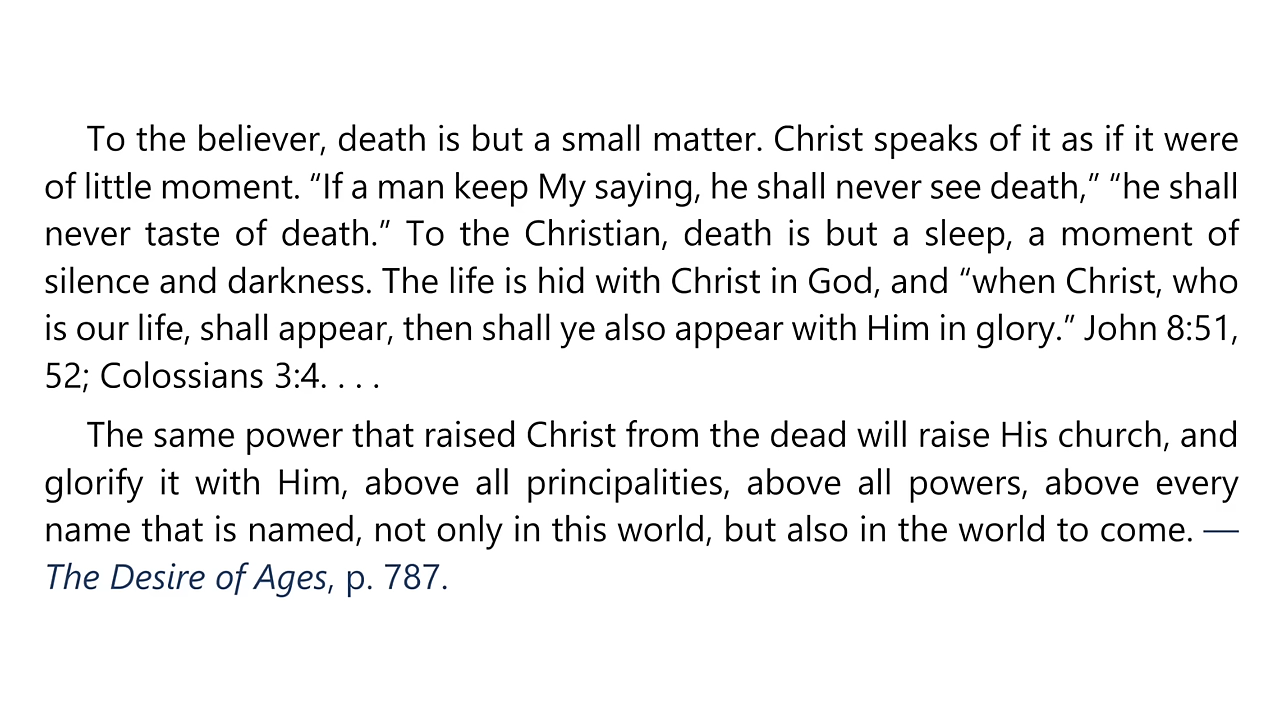 To the believer, death is but a small matter. Christ speaks of it as if it were
of little moment. “If a man keep My saying, he shall never see death,” “he shall
never taste of death.” To the Christian, death is but a sleep, a moment of
silence and darkness. The life is hid with Christ in God, and “when Christ, who
is our life, shall appear, then shall ye also appear with Him in glory.” John 8:51,
52; Colossians 3:4. . . .
The same power that raised Christ from the dead will raise His church, and
glorify it with Him, above all principalities, above all powers, above every
name that is named, not only in this world, but also in the world to come. —
The Desire of Ages, p. 787.